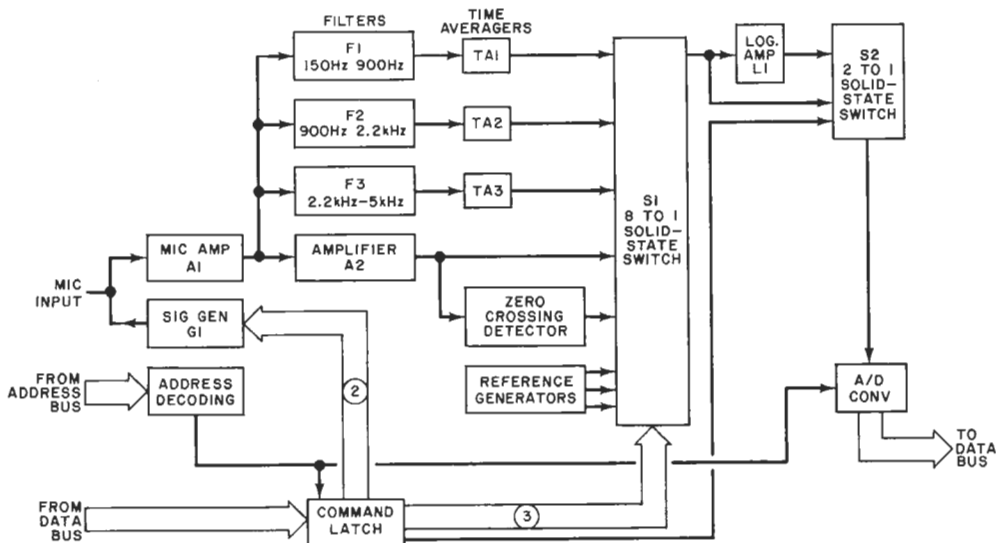 FILTERS
TIME
AVERAGERS
F1
150Hz 900Hz
TA1
F2
900Hz 2.2kHz
TA2
F3
2.2kHz-5kHz
TA3
MIC AMP
A1
AMPLIFIER
A2
MIC
INPUT
SIG GEN
G1
ZERO
CROSSING
DETECTOR
S1
8 TO 1
SOLID-
STATE
SWITCH
LOG.
AMP
L1
S2
2 TO 1
SOLID-
STATE
SWITCH
FROM
ADDRESS
BUS
ADDRESS
DECODING
2
REFERENCE
GENERATORS
A/D
CONV
TO
DATA
BUS
FROM
DATA
BUS
COMMAND
LATCH
3